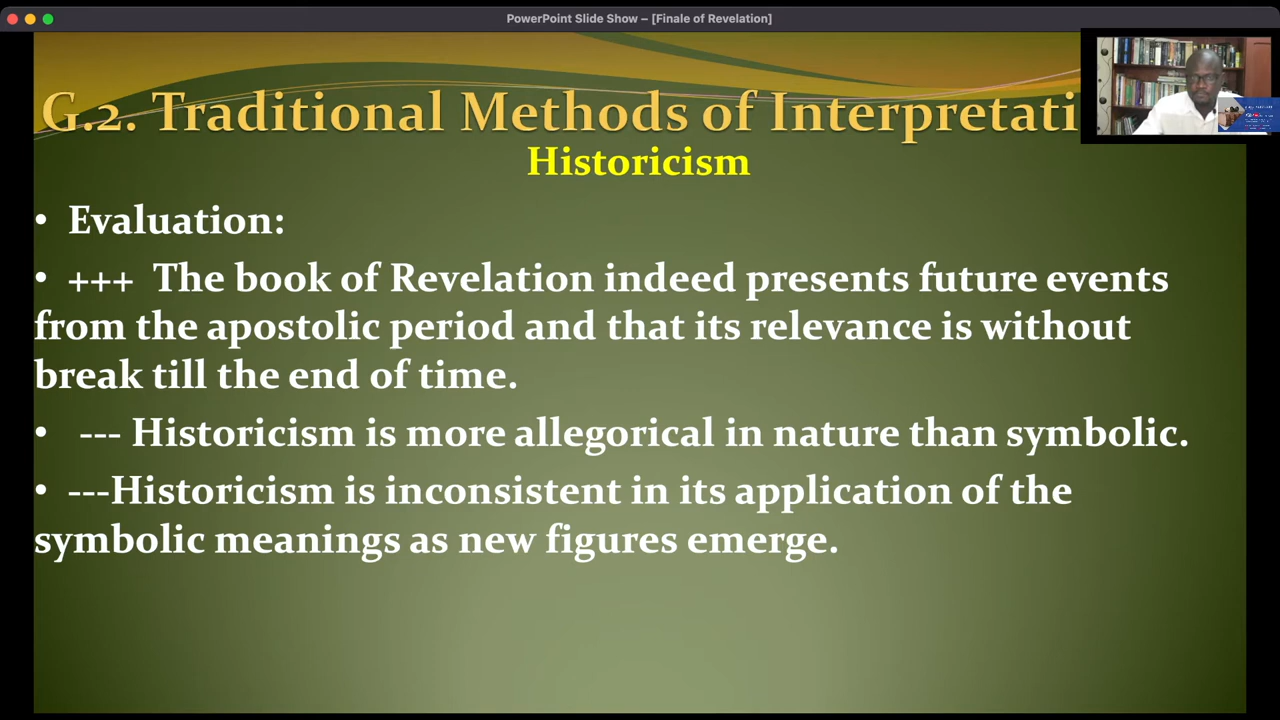 PowerPoint Slide Show – [Finale of Revelation]
G.2. Traditional Methods of Interpretati
Historicism
• Evaluation:
• +++ The book of Revelation indeed presents future events
from the apostolic period and that its relevance is without
break till the end of time.
• --- Historicism is more allegorical in nature than symbolic.
• ---Historicism is inconsistent in its application of the
symbolic meanings as new figures emerge.